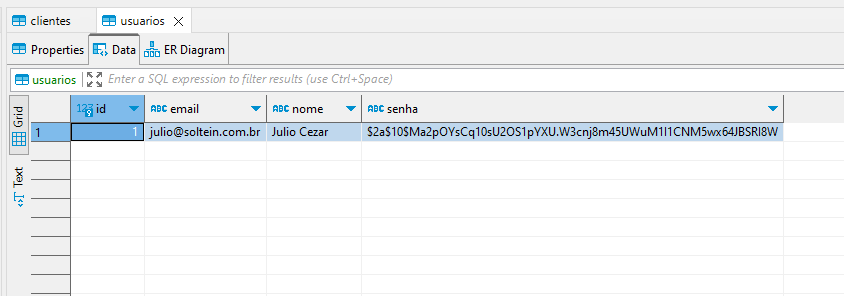 clientes usuarios
Properties Data ER Diagram
usuarios Enter a SQL expression to filter results (use Ctrl+Space)
Grid
Text
123 id ABC email ABC nome ABC senha
1 1 julio@soltein.com.br Julio Cezar $2a$10$Ma2pOYsCq10sU2OS1pYXU.W3cnj8m45UWuM1I1CNM5wx64JBSRI8W